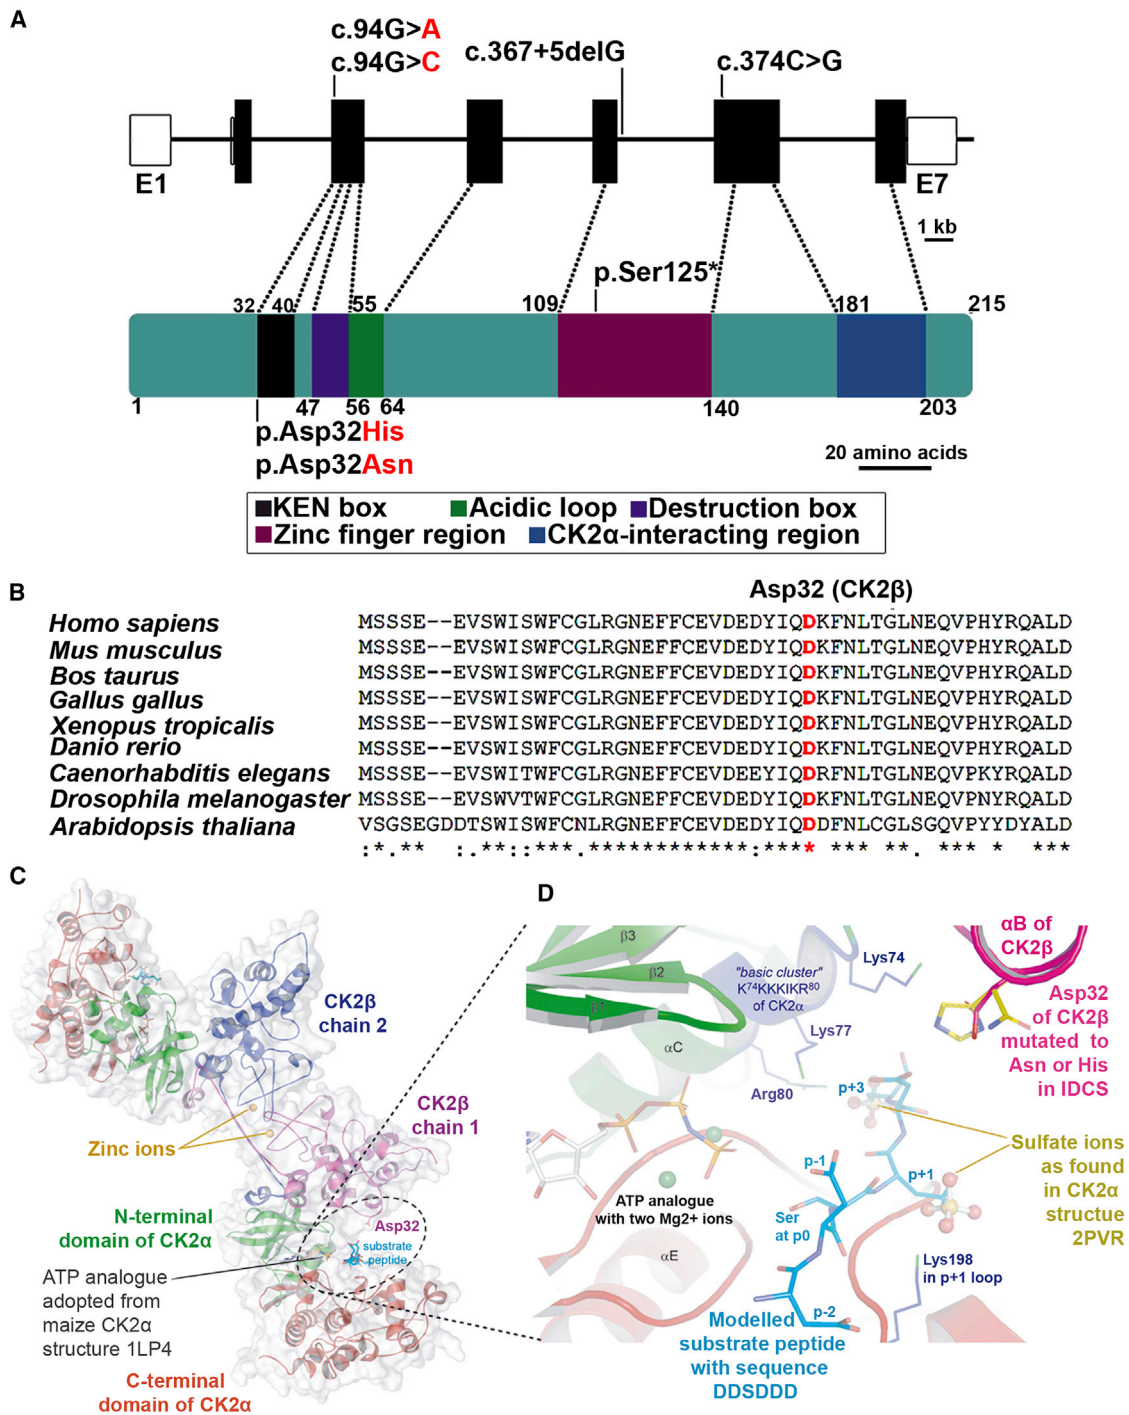 A
c.94G>A
c.94G>C
c.367+5delG
c.374C>G
E1
E7
1 kb
p.Ser125*
32
40
55
109
181
215
1
47
56
64
140
203
p.Asp32His
p.Asp32Asn
20 amino acids
KEN box
Acidic loop
Destruction box
Zinc finger region
CK2α-interacting region
B
Asp32 (CK2β)
Homo sapiens MSSSE--EVSWISWFCGLRGNEFFCEVDEDYIQDKFNLTGLNEQVPHYRQALD
Mus musculus MSSSE--EVSWISWFCGLRGNEFFCEVDEDYIQDKFNLTGLNEQVPHYRQALD
Bos taurus MSSSE--EVSWISWFCGLRGNEFFCEVDEDYIQDKFNLTGLNEQVPHYRQALD
Gallus gallus MSSSE--EVSWISWFCGLRGNEFFCEVDEDYIQDKFNLTGLNEQVPHYRQALD
Xenopus tropicalis MSSSE--EVSWISWFCGLRGNEFFCEVDEDYIQDKFNLTGLNEQVPHYRQALD
Danio rerio MSSSE--EVSWISWFCGLRGNEFFCEVDEDYIQDKFNLTGLNEQVPHYRQALD
Caenorhabditis elegans MSSSE--EVSWITWFCGLRGNEFFCEVDEEYIQDRFNLTGLNEQVPKYRQALD
Drosophila melanogaster MSSSE--EVSWVTWFCGLRGNEFFCEVDEDYIQDKFNLTGLNEQVPNYRQALD
Arabidopsis thaliana VSGSEGDDTSWISWFCNLRGNEFFCEVDEDYIQDDFNLCGLSGQVPYYDYALD
:*.** :.**::***.************:**** *** **. *** * ***
C
CK2β
chain 2
CK2β
chain 1
Zinc ions
N-terminal
domain of CK2α
Asp32
substrate
peptide
ATP analogue
adopted from
maize CK2α
structure 1LP4
C-terminal
domain of CK2α
D
β3
β2
β1
αC
αE
"basic cluster"
K74KKKIKR80
of CK2α
Lys74
Lys77
Arg80
αB of
CK2β
Asp32
of CK2β
mutated to
Asn or His
in IDCS
p+3
p-1
p+1
Sulfate ions
as found
in CK2α
structue
2PVR
ATP analogue
with two Mg2+ ions
Ser
at p0
Lys198
in p+1 loop
p-2
Modelled
substrate peptide
with sequence
DDSDDD